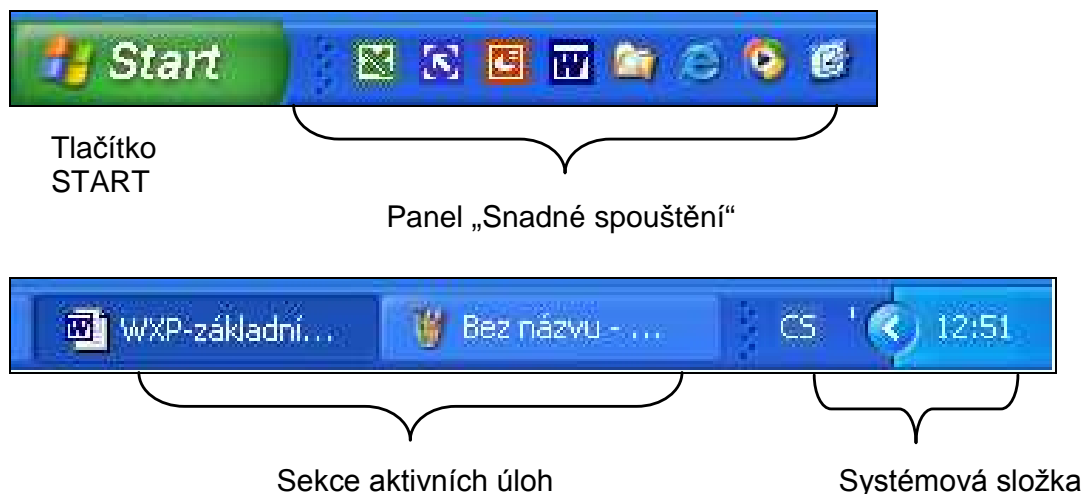 Start
Tlačítko
START
Panel „Snadné spouštění“
WXP-základní... Bez názvu - ... CS 12:51
Sekce aktivních úloh Systémová složka